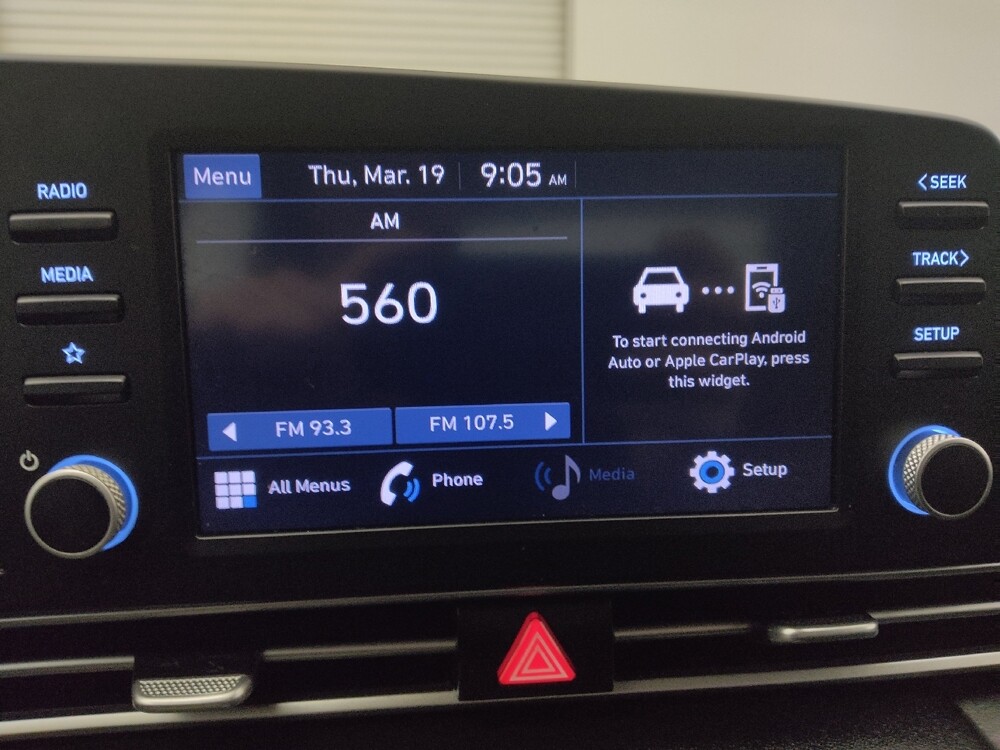 Menu
Thu, Mar. 19
9:05 AM
RADIO
<SEEK
AM
MEDIA
TRACK>
560
SETUP
To start connecting Android
Auto or Apple CarPlay, press
this widget.
FM 93.3
FM 107.5
All Menus
Phone
Media
Setup